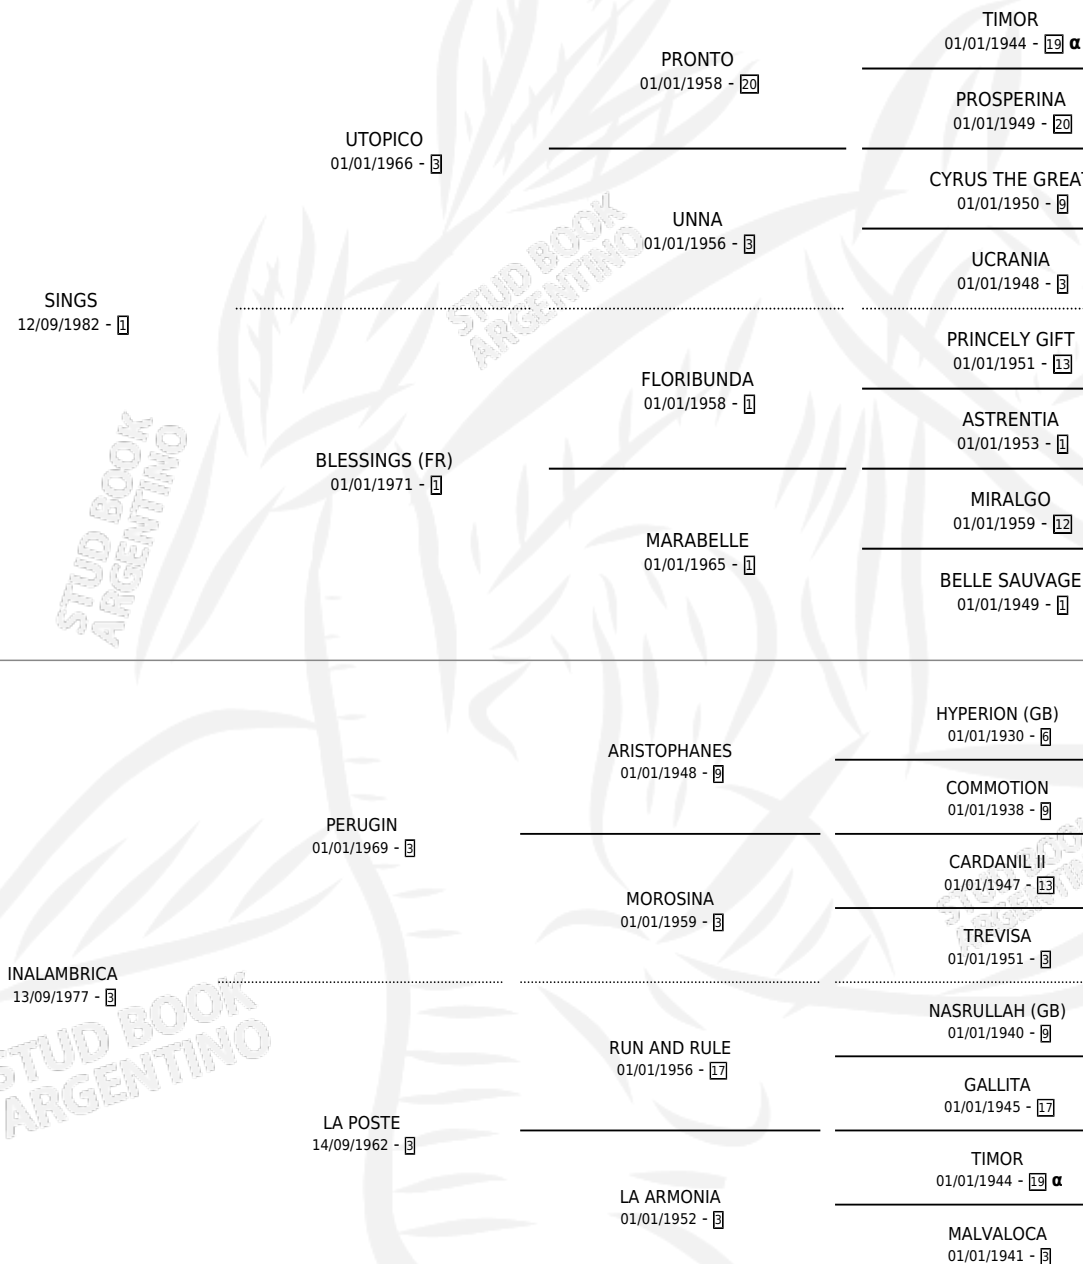 TIMOR
01/01/1944 - 19 α
PRONTO
01/01/1958 - 20
PROSPERINA
01/01/1949 - 20
UTOPICO
01/01/1966 - 3
CYRUS THE GREAT
01/01/1950 - 9
UNNA
01/01/1956 - 3
UCRANIA
01/01/1948 - 3
SINGS
12/09/1982 - 1
PRINCELY GIFT
01/01/1951 - 13
FLORIBUNDA
01/01/1958 - 1
ASTRENTIA
01/01/1953 - 1
BLESSINGS (FR)
01/01/1971 - 1
MIRALGO
01/01/1959 - 12
MARABELLE
01/01/1965 - 1
BELLE SAUVAGE
01/01/1949 - 1
HYPERION (GB)
01/01/1930 - 6
ARISTOPHANES
01/01/1948 - 9
COMMOTION
01/01/1938 - 9
PERUGIN
01/01/1969 - 3
CARDANIL II
01/01/1947 - 13
MOROSINA
01/01/1959 - 3
TREVISA
01/01/1951 - 3
INALAMBRICA
13/09/1977 - 3
NASRULLAH (GB)
01/01/1940 - 9
RUN AND RULE
01/01/1956 - 17
GALLITA
01/01/1945 - 17
LA POSTE
14/09/1962 - 3
TIMOR
01/01/1944 - 19 α
LA ARMONIA
01/01/1952 - 3
MALVALOCA
01/01/1941 - 3
STUD BOOK
ARGENTINO
STUD BOOK
ARGENTINO
STUD BOOK
ARGENTINO
STUD BOOK
ARGENTINO